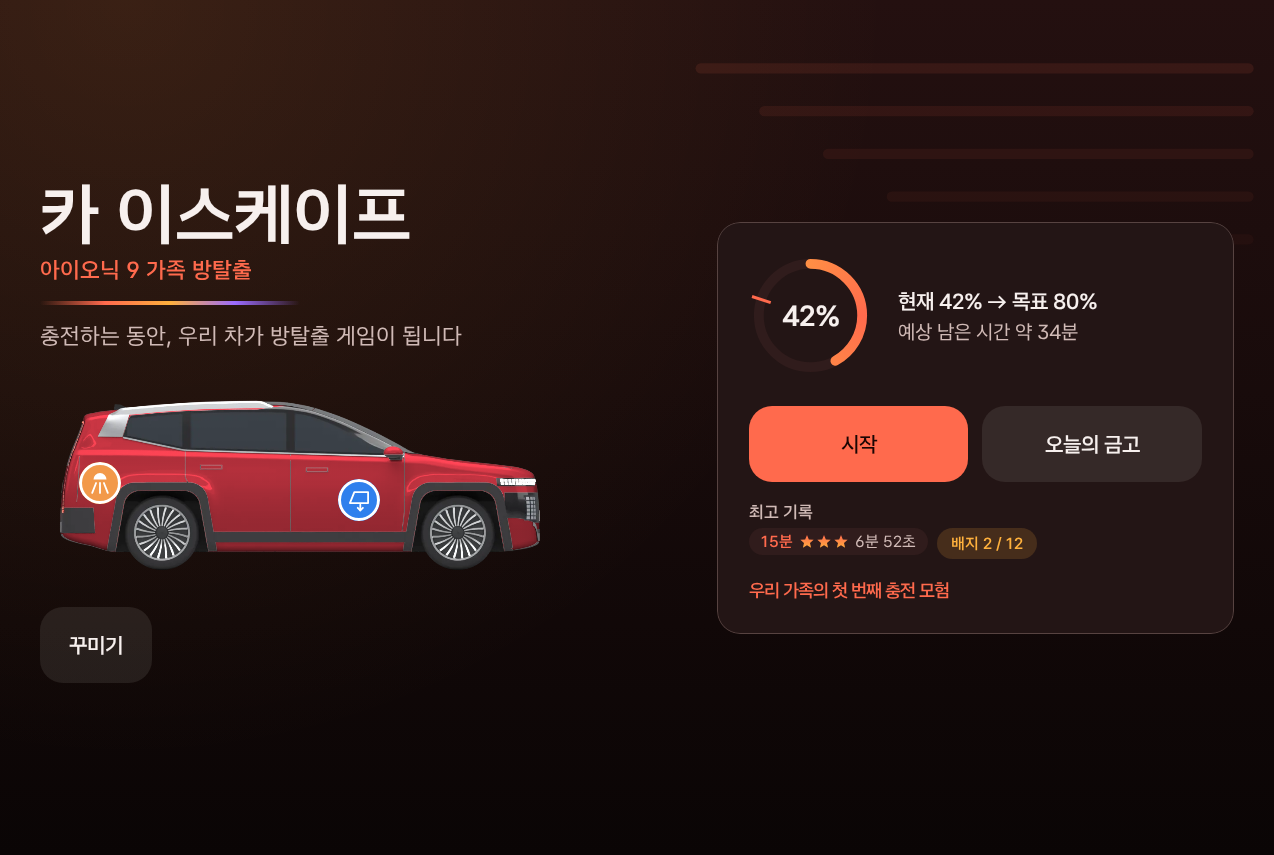 카 이스케이프
아이오닉 9 가족 방탈출
충전하는 동안, 우리 차가 방탈출 게임이 됩니다
꾸미기
42%
현재 42% → 목표 80%
예상 남은 시간 약 34분
시작
오늘의 금고
최고 기록
15분 ★★★ 6분 52초
배지 2 / 12
우리 가족의 첫 번째 충전 모험